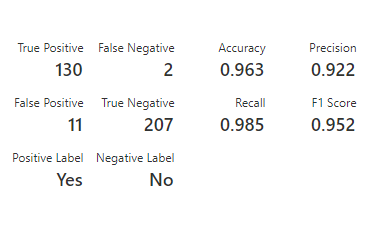 True Positive False Negative Accuracy Precision
130 2 0.963 0.922
False Positive True Negative Recall F1 Score
11 207 0.985 0.952
Positive Label Negative Label
Yes No